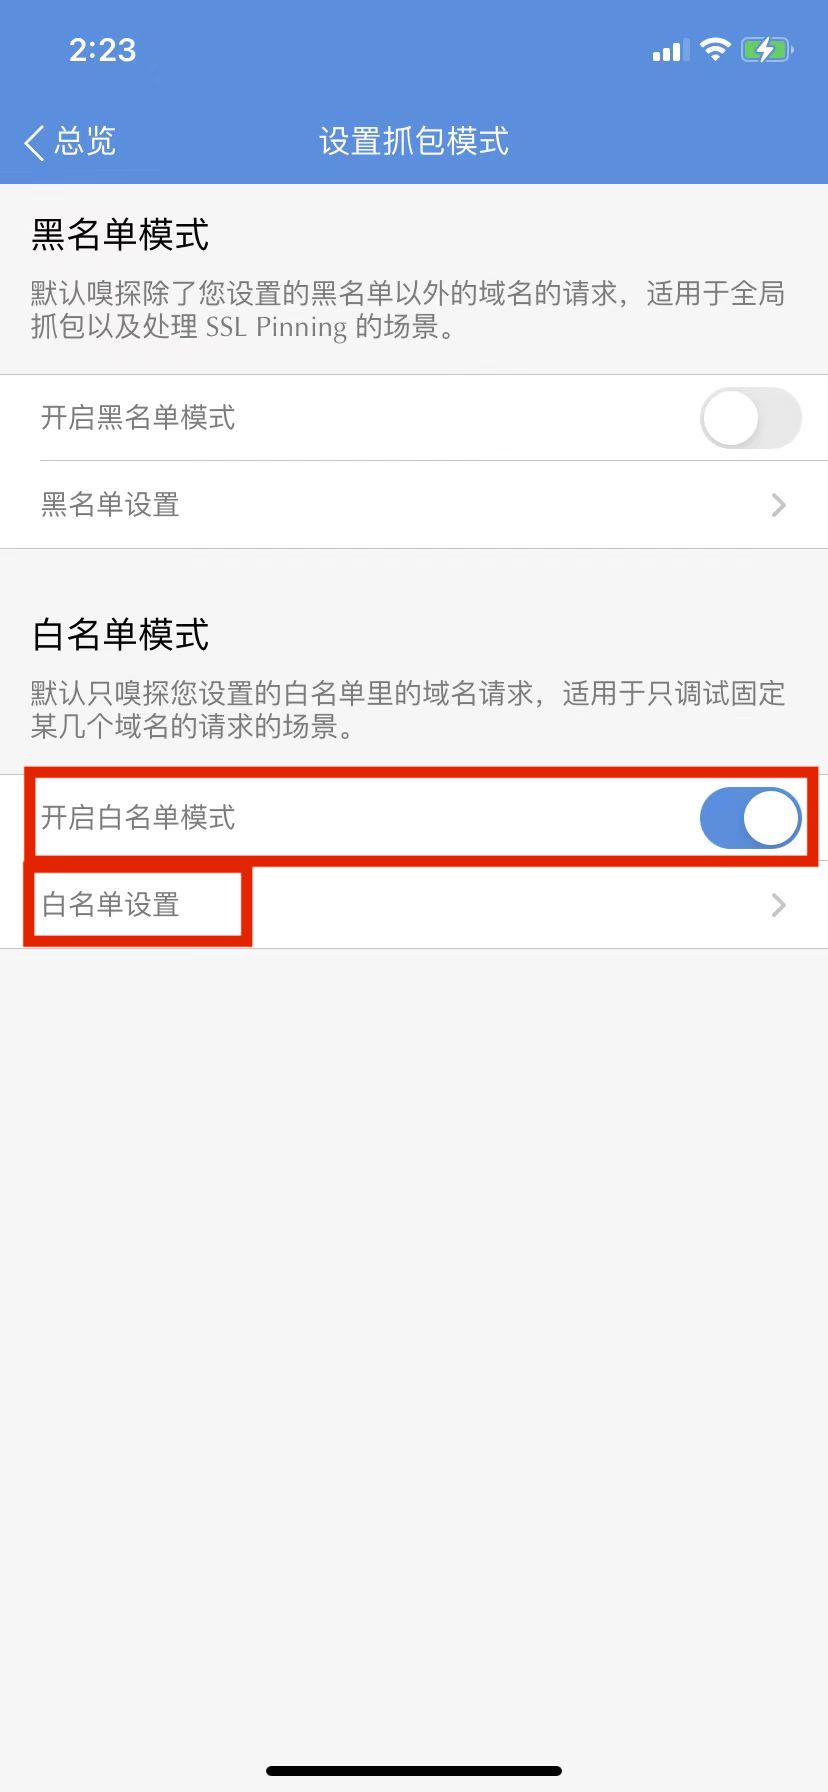 2:23
总览
设置抓包模式
黑名单模式
默认嗅探除了您设置的黑名单以外的域名的请求，适用于全局
抓包以及处理 SSL Pinning 的场景。
开启黑名单模式
黑名单设置
白名单模式
默认只嗅探您设置的白名单里的域名请求，适用于只调试固定
某几个域名的请求的场景。
开启白名单模式
白名单设置